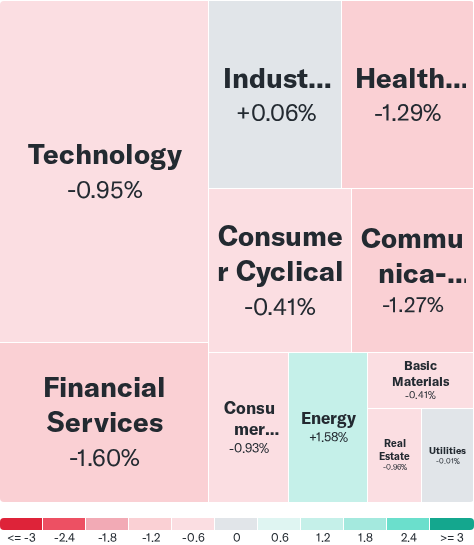 Technology
-0.95%
Indust...
+0.06%
Health...
-1.29%
Consume
r Cyclical
-0.41%
Commu
nica-...
-1.27%
Financial
Services
-1.60%
Consu
mer...
-0.93%
Energy
+1.58%
Basic
Materials
-0.41%
Real
Estate
-0.96%
Utilities
-0.01%
<= -3 -2.4 -1.8 -1.2 -0.6 0 0.6 1.2 1.8 2.4 >= 3